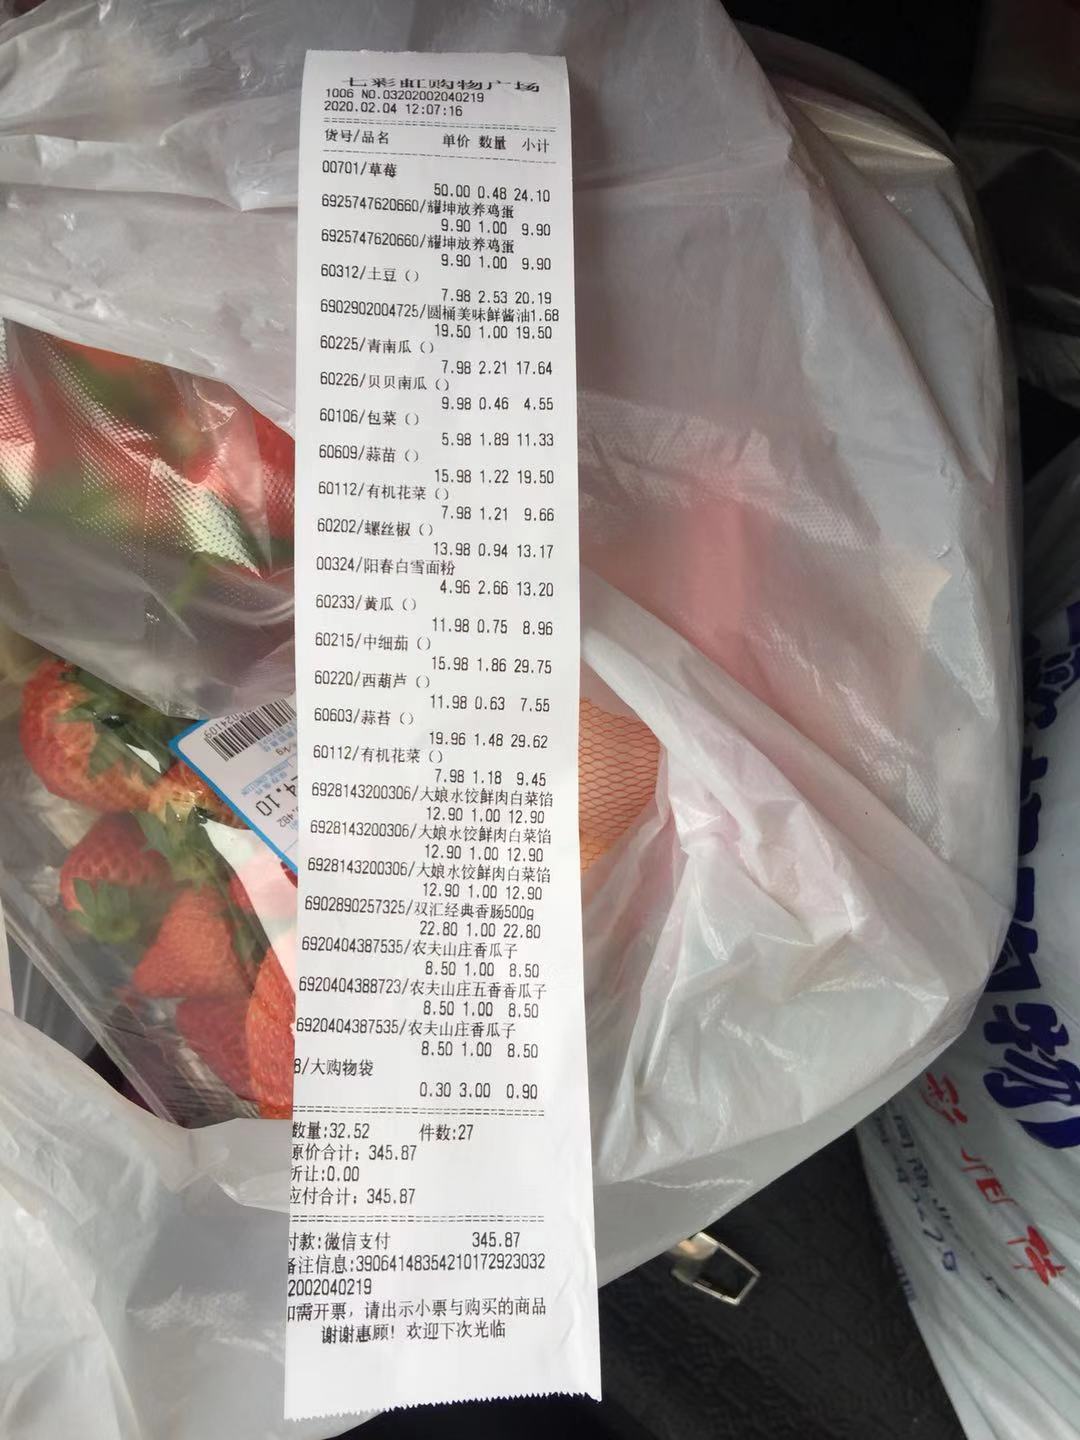 七彩虹购物广场
1006 NO.03202002040219
2020.02.04 12:07:16
货号/品名 单价 数量 小计
00701/草莓
50.00 0.48 24.10
6925747620660/耀坤放养鸡蛋
9.90 1.00 9.90
6925747620660/耀坤放养鸡蛋
9.90 1.00 9.90
60312/土豆()
7.98 2.53 20.19
6902902004725/圆桶美味鲜酱油1.68
19.50 1.00 19.50
60225/青南瓜()
7.98 2.21 17.64
60226/贝贝南瓜()
9.98 0.46 4.55
60106/包菜()
5.98 1.89 11.33
60609/蒜苗()
15.98 1.22 19.50
60112/有机花菜()
7.98 1.21 9.66
60202/螺丝椒()
13.98 0.94 13.17
00324/阳春白雪面粉
4.96 2.66 13.20
60233/黄瓜()
11.98 0.75 8.96
60215/中细茄()
15.98 1.86 29.75
60220/西葫芦()
11.98 0.63 7.55
60603/蒜苔()
19.96 1.48 29.62
60112/有机花菜()
7.98 1.18 9.45
6928143200306/大娘水饺鲜肉白菜馅
12.90 1.00 12.90
6928143200306/大娘水饺鲜肉白菜馅
12.90 1.00 12.90
6928143200306/大娘水饺鲜肉白菜馅
12.90 1.00 12.90
6902890257325/双汇经典香肠500g
22.80 1.00 22.80
6920404387535/农夫山庄香瓜子
8.50 1.00 8.50
6920404388723/农夫山庄五香香瓜子
8.50 1.00 8.50
6920404387535/农夫山庄香瓜子
8.50 1.00 8.50
8/大购物袋
0.30 3.00 0.90
数量:32.52 件数:27
原价合计: 345.87
折让:0.00
应付合计: 345.87
付款:微信支付 345.87
备注信息:39064148354210172923032
2002040219
如需开票, 请出示小票与购买的商品
谢谢惠顾! 欢迎下次光临
4.10
物
彩